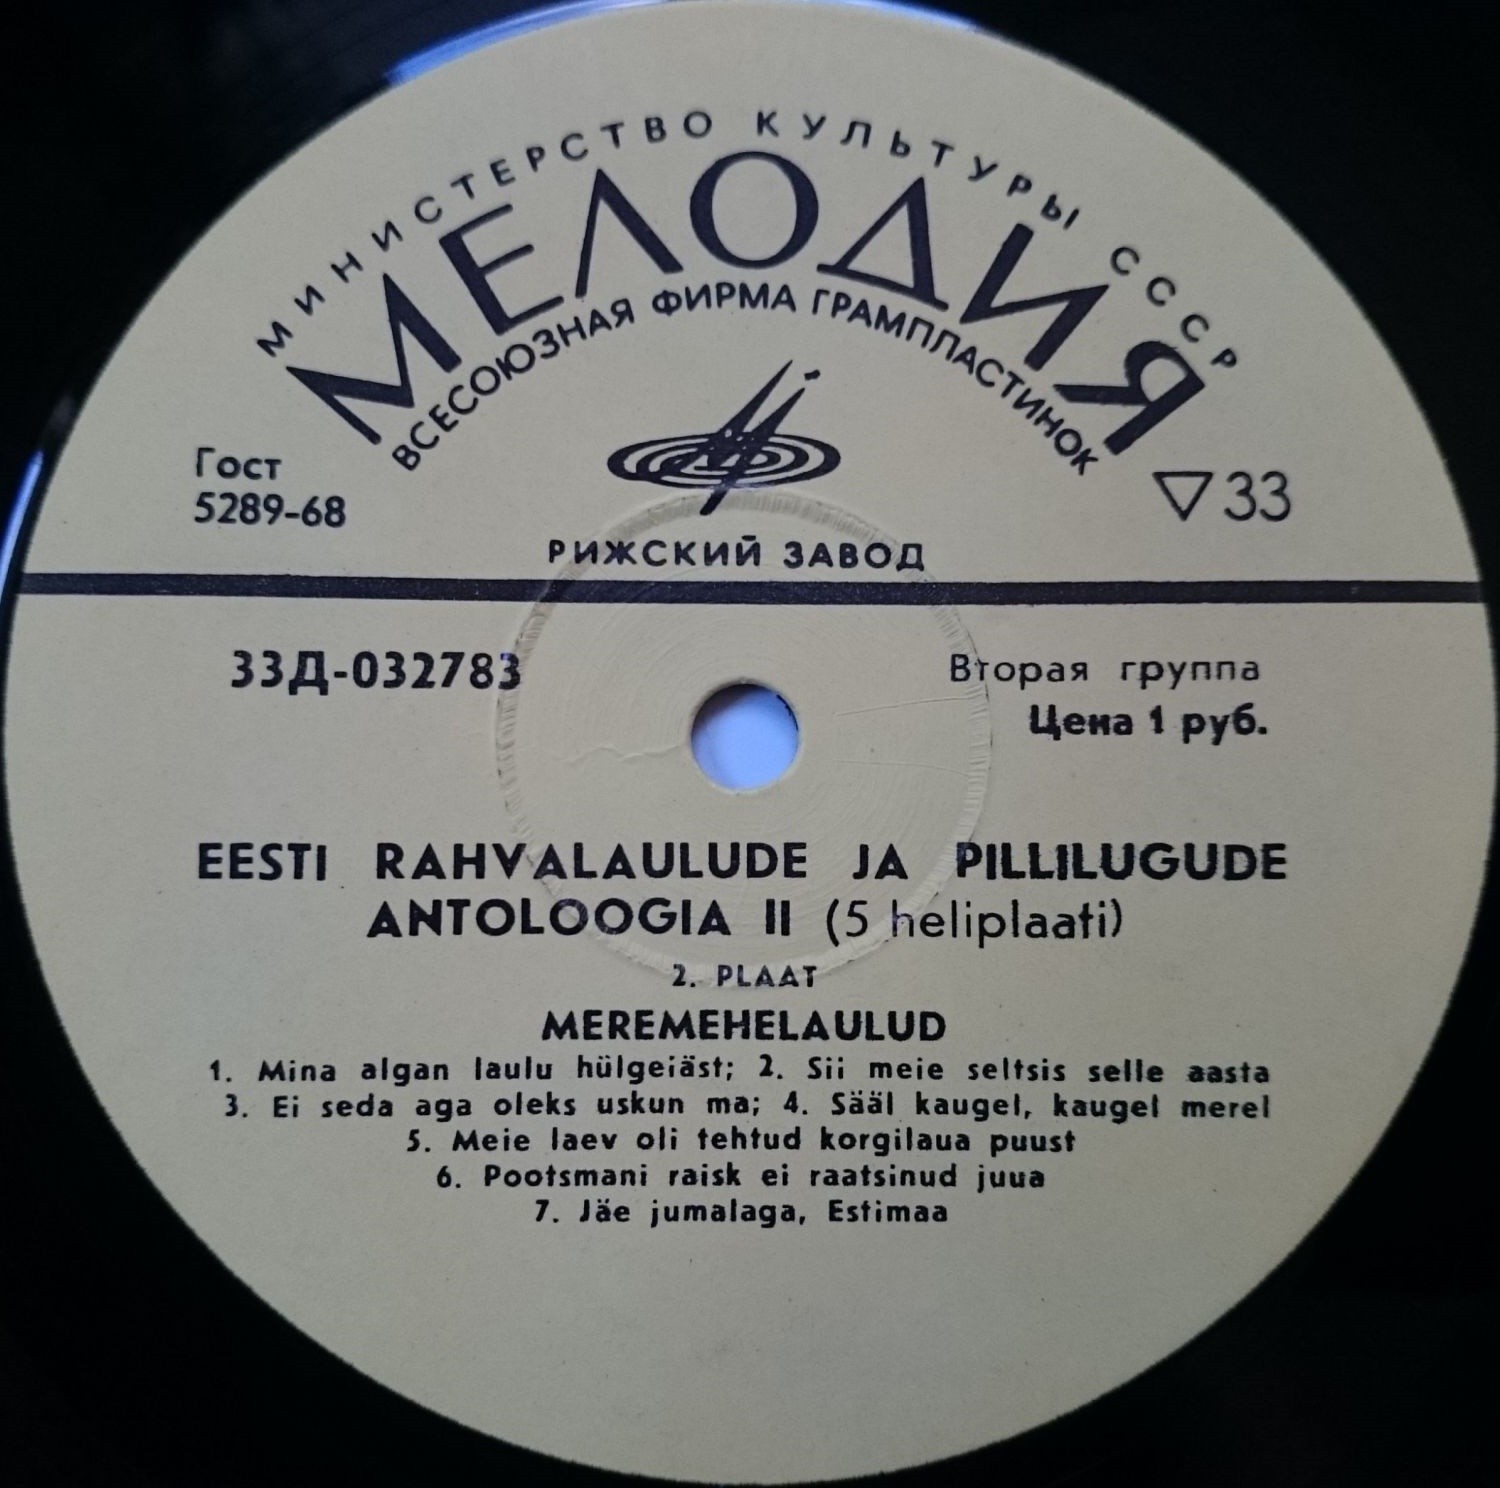 МИНИСТЕРСТВО КУЛЬТУРЫ СССР
МЕЛОДИЯ
ВСЕСОЮЗНАЯ ФИРМА ГРАМПЛАСТИНОК
Гост
5289-68
▽33
РИЖСКИЙ ЗАВОД
33Д-032783
Вторая группа
Цена 1 руб.
EESTI RAHVALAULUDE JA PILLILUGUDE
ANTOLOOGIA II (5 heliplaati)
2. PLAAT
MEREMEHELAULUD
1. Mina algan laulu hülgeiäst; 2. Sii meie seltsis selle aasta
3. Ei seda aga oleks uskun ma; 4. Sääl kaugel, kaugel merel
5. Meie laev oli tehtud korgilaua puust
6. Pootsmani raisk ei raatsinud juua
7. Jäe jumalaga, Estimaa